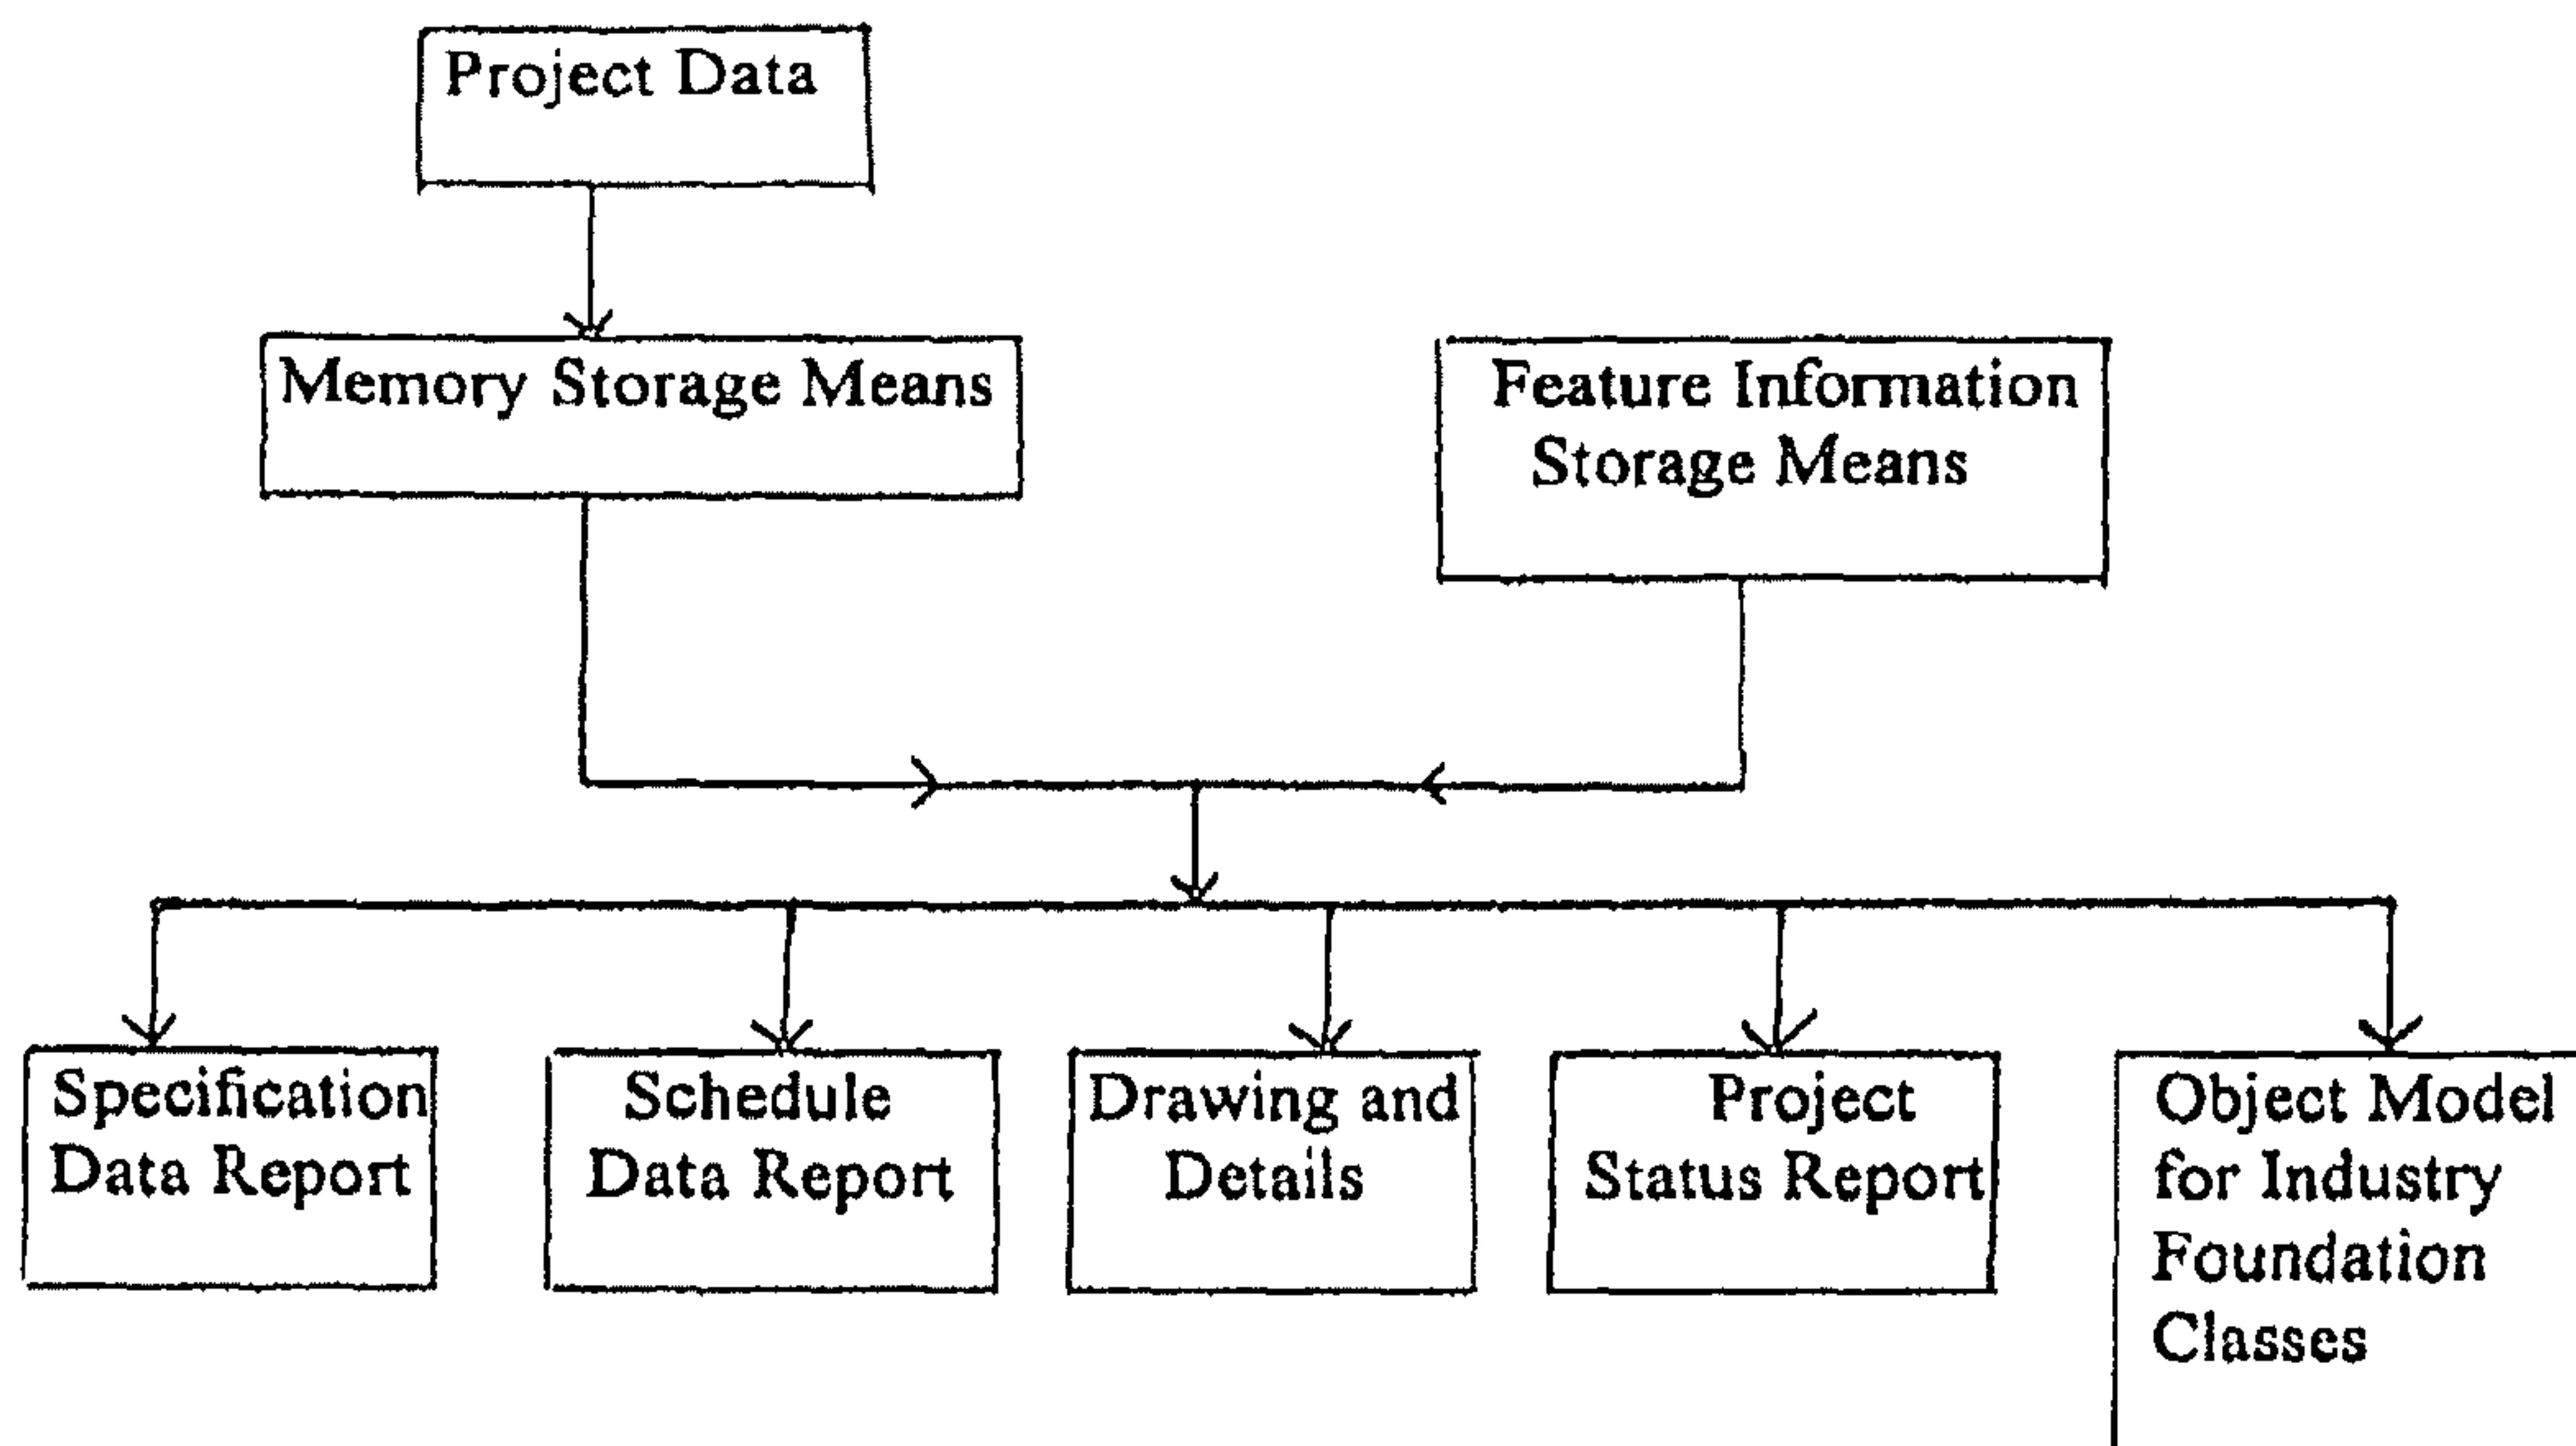 Project Data
Memory Storage Means
Feature Information
Storage Means
Specification
Data Report
Schedule
Data Report
Drawing and
Details
Project
Status Report
Object Model
for Industry
Foundation
Classes